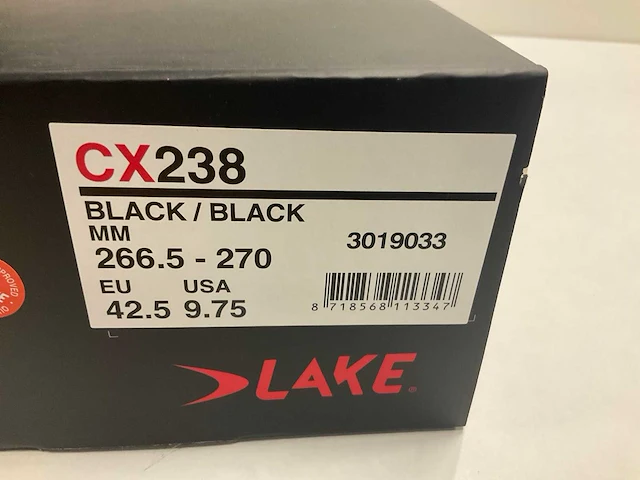 CX238
BLACK / BLACK
MM
266.5 - 270
3019033
EU USA
42.5 9.75
8 718568 113347
LAKE